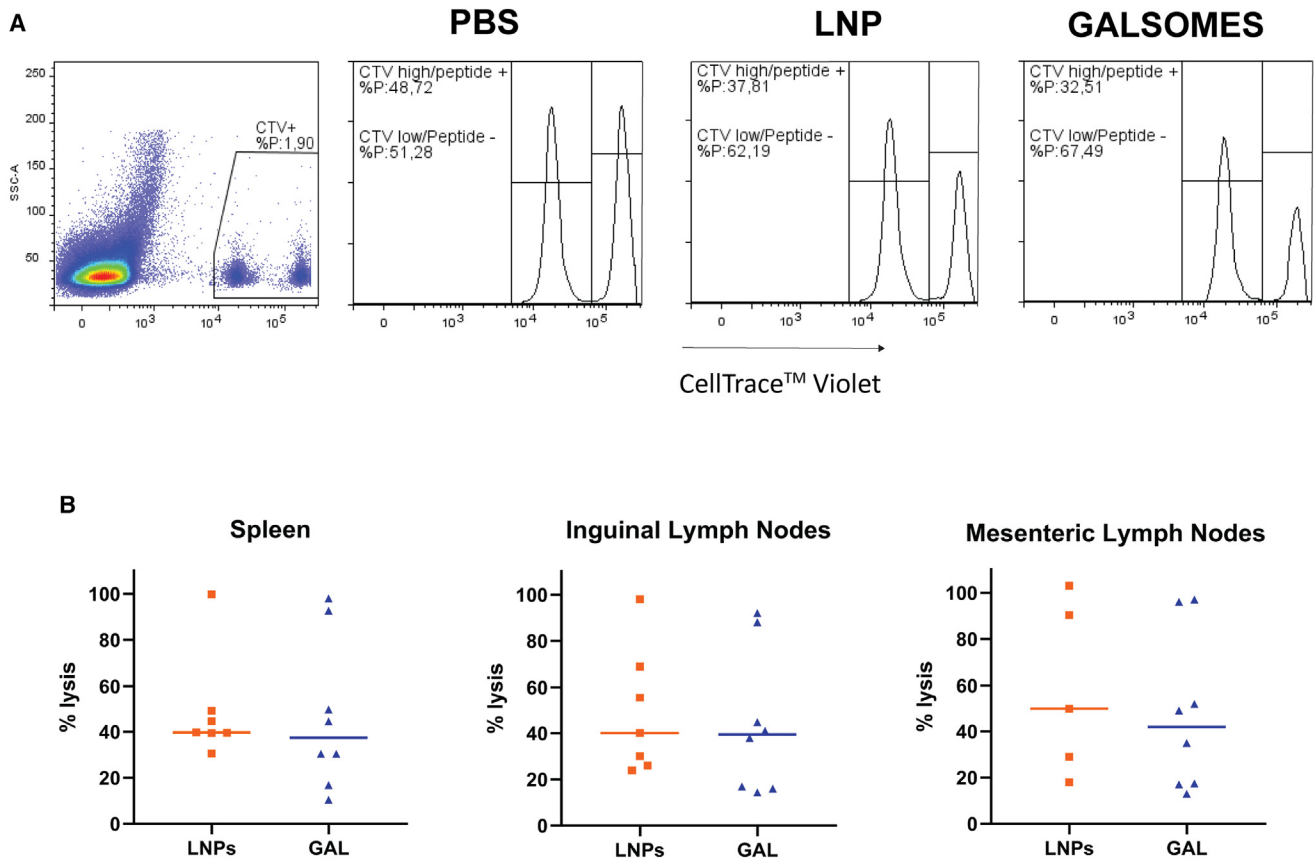 A
PBS
LNP
GALSOMES
250
200
150
100
50
SSC-A
CTV+
%P:1,90
0 10³ 10⁴ 10⁵
CTV high/peptide +
%P:48,72
CTV low/Peptide -
%P:51,28
0 10³ 10⁴ 10⁵
CTV high/peptide +
%P:37,81
CTV low/Peptide -
%P:62,19
0 10³ 10⁴ 10⁵
CTV high/peptide +
%P:32,51
CTV low/Peptide -
%P:67,49
0 10³ 10⁴ 10⁵
CellTrace™ Violet
B
Spleen
% lysis
100
80
60
40
20
0
LNPs GAL
Inguinal Lymph Nodes
% lysis
100
80
60
40
20
0
LNPs GAL
Mesenteric Lymph Nodes
% lysis
100
80
60
40
20
0
LNPs GAL